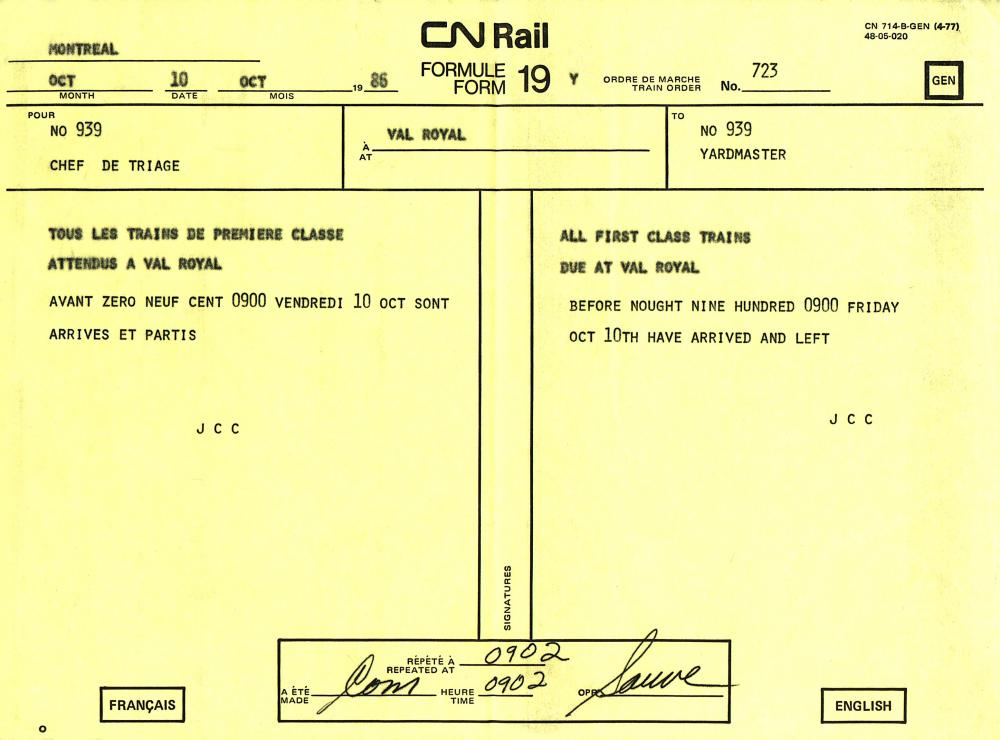 CN Rail
CN 714-B-GEN (4-77)
48-05-020
MONTREAL
OCT 10 OCT 19 86
MONTH DATE MOIS
FORMULE
FORM 19 Y
ORDRE DE MARCHE
TRAIN ORDER No. 723
GEN
POUR
NO 939
CHEF DE TRIAGE
À
AT
VAL ROYAL
TO
NO 939
YARDMASTER
TOUS LES TRAINS DE PREMIERE CLASSE
ATTENDUS A VAL ROYAL
AVANT ZERO NEUF CENT 0900 VENDREDI 10 OCT SONT
ARRIVES ET PARTIS
J C C
ALL FIRST CLASS TRAINS
DUE AT VAL ROYAL
BEFORE NOUGHT NINE HUNDRED 0900 FRIDAY
OCT 10TH HAVE ARRIVED AND LEFT
J C C
SIGNATURES
RÉPÉTÉ À
REPEATED AT 0902
A ÉTÉ
MADE Com
HEURE
TIME 0902
OPR Sauve
FRANÇAIS
ENGLISH